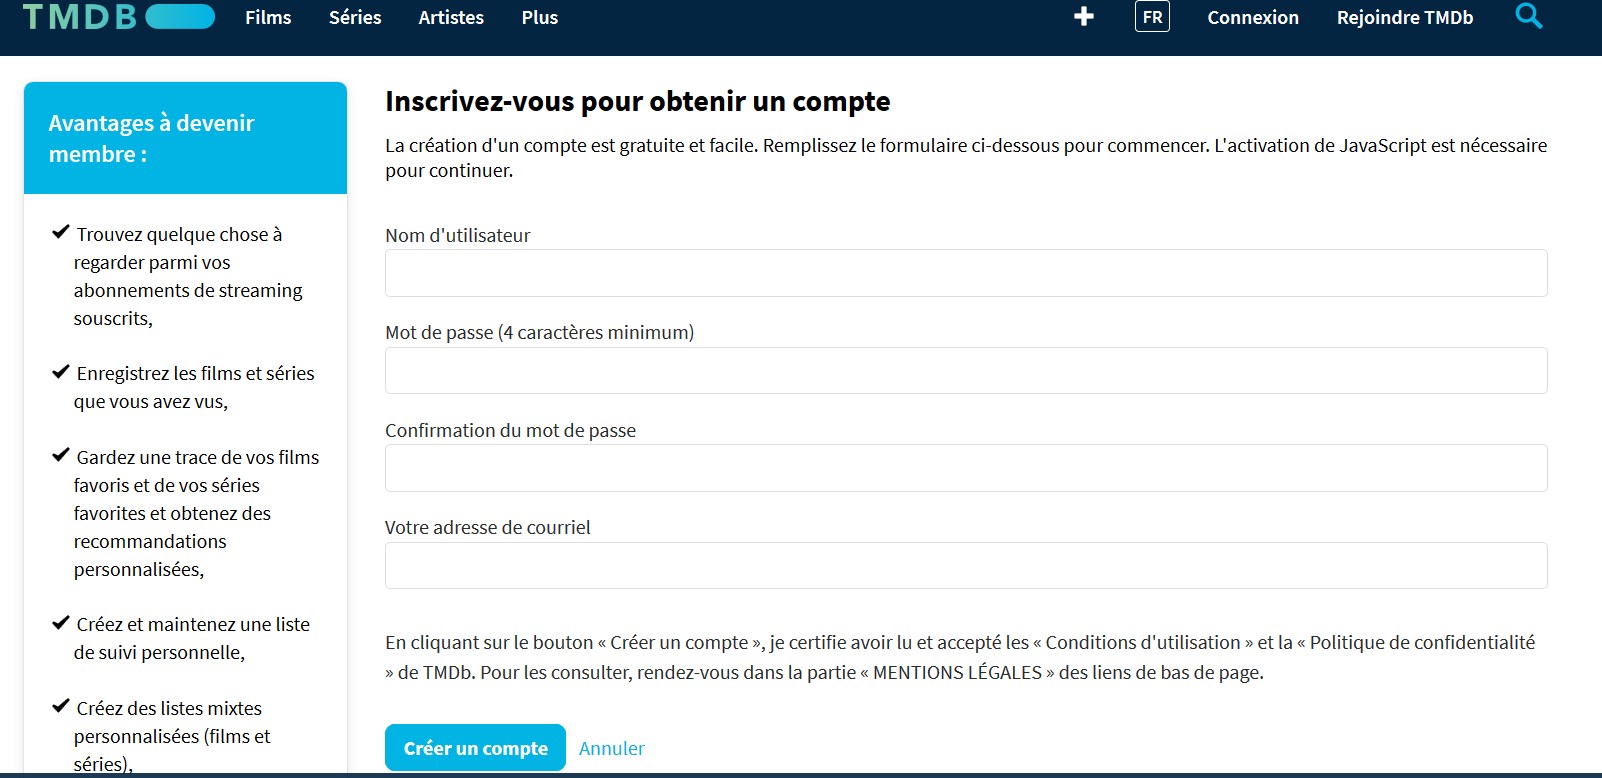 TMDB
Films
Séries
Artistes
Plus
FR
Connexion
Rejoindre TMDb
Avantages à devenir
membre :
Trouvez quelque chose à
regarder parmi vos
abonnements de streaming
souscrits,
Enregistrez les films et séries
que vous avez vus,
Gardez une trace de vos films
favoris et de vos séries
favorites et obtenez des
recommandations
personnalisées,
Créez et maintenez une liste
de suivi personnelle,
Créez des listes mixtes
personnalisées (films et
séries),
Inscrivez-vous pour obtenir un compte
La création d'un compte est gratuite et facile. Remplissez le formulaire ci-dessous pour commencer. L'activation de JavaScript est nécessaire
pour continuer.
Nom d'utilisateur
Mot de passe (4 caractères minimum)
Confirmation du mot de passe
Votre adresse de courriel
En cliquant sur le bouton « Créer un compte », je certifie avoir lu et accepté les « Conditions d'utilisation » et la « Politique de confidentialité
» de TMDb. Pour les consulter, rendez-vous dans la partie « MENTIONS LÉGALES » des liens de bas de page.
Créer un compte
Annuler